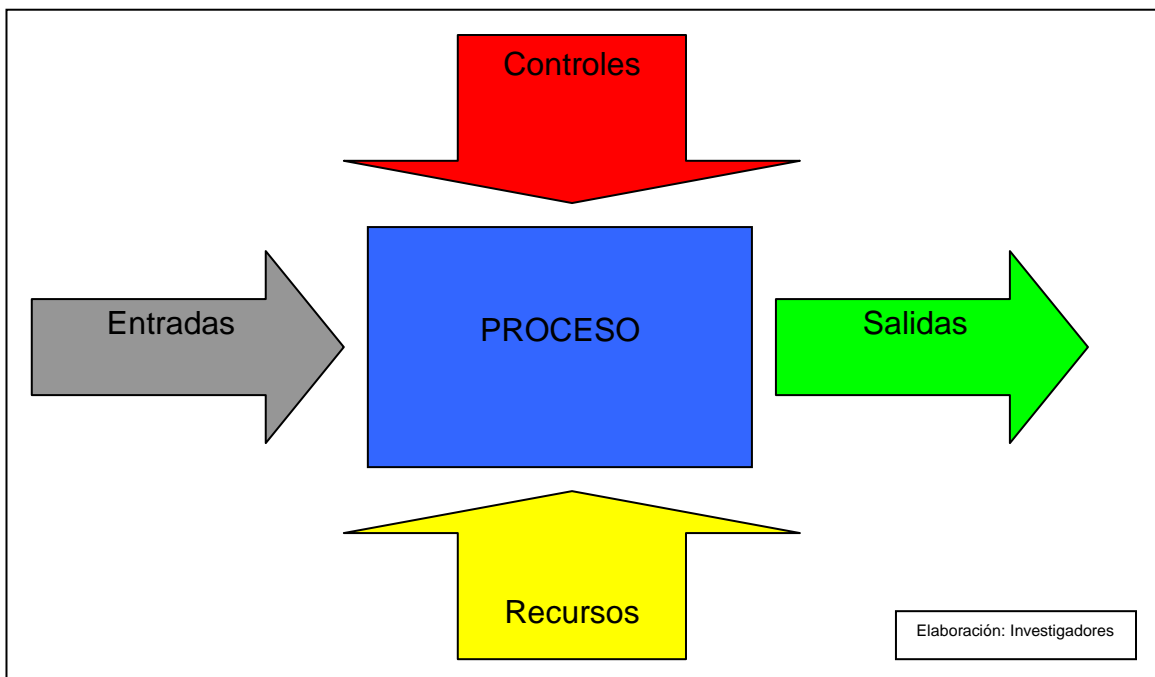 Controles
Entradas
PROCESO
Salidas
Recursos
Elaboración: Investigadores